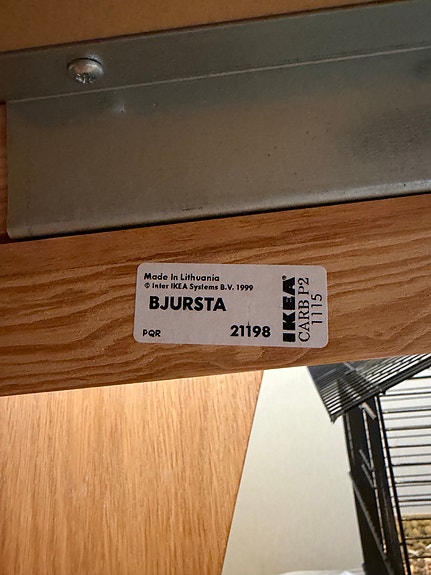 Made In Lithuania
© Inter IKEA Systems B.V. 1999
BJURSTA
PQR
21198
IKEA®
CARB P2
1115